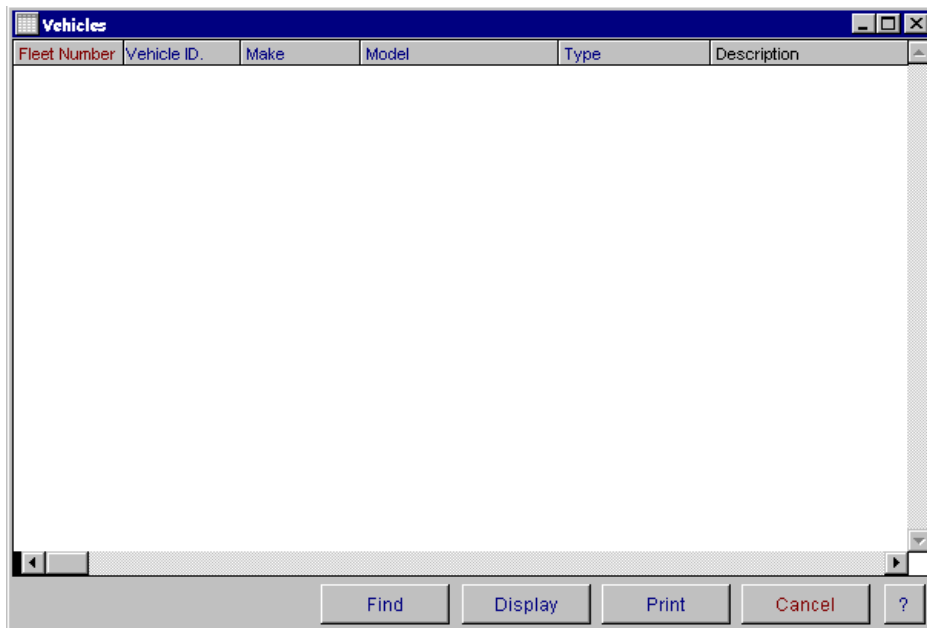 Vehicles
Fleet Number Vehicle ID. Make Model Type Description
Find Display Print Cancel ?